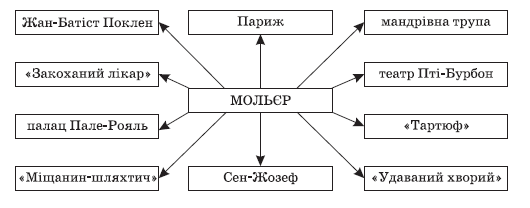 Жан-Батіст Поклен
Париж
мандрівна трупа
«Закоханий лікар»
театр Пті-Бурбон
МОЛЬЄР
палац Пале-Рояль
«Тартюф»
«Міщанин-шляхтич»
Сен-Жозеф
«Удаваний хворий»